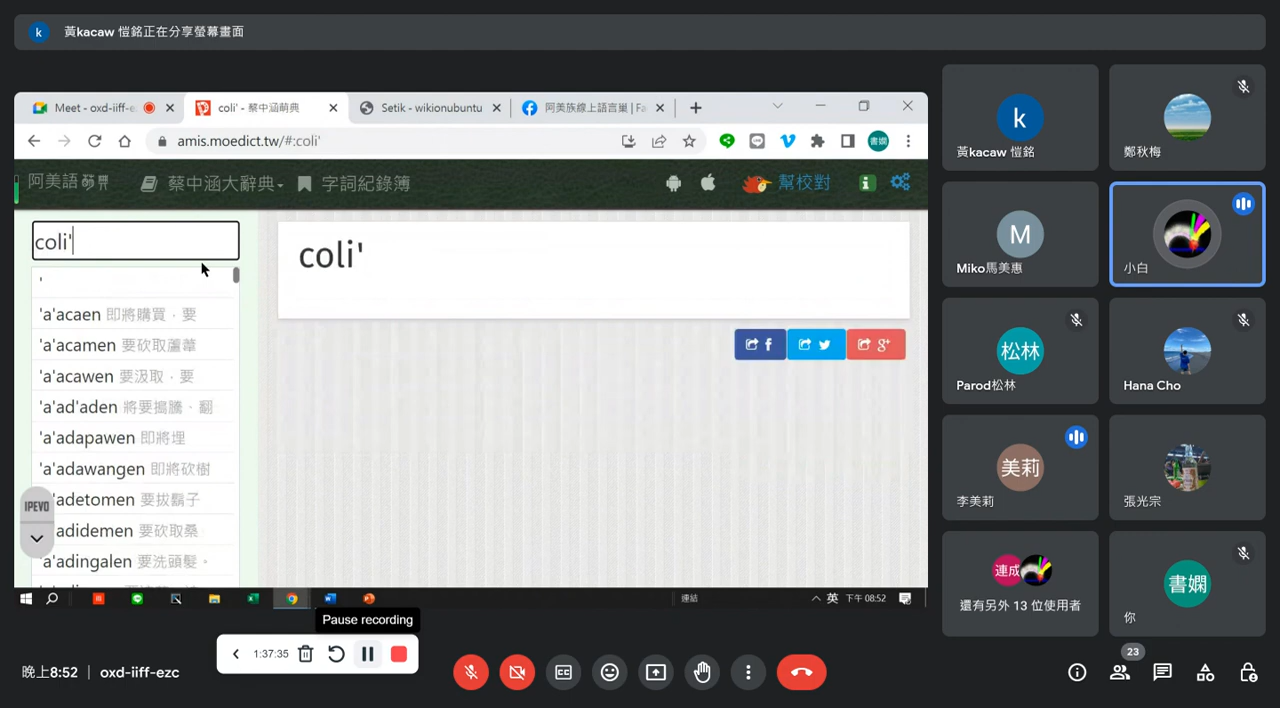 k 黃kacaw 愷銘正在分享螢幕畫面
Meet - oxd-iiff-e
coli' - 蔡中涵萌典
Setik - wikionubuntu
阿美族線上語言巢 | Fa
amis.moedict.tw/#:coli'
書嫻
阿美語萌典
蔡中涵大辭典
字詞紀錄簿
幫校對
coli'
coli'
'
'a'acaen 即將購買，要
'a'acamen 要砍取蘆葦
'a'acawen 要汲取，要
'a'ad'aden 將要搗騰，翻
'a'adapawen 即將埋
'a'adawangen 即將砍樹
adetomen 要拔鬍子
adidemen 要砍取桑
'a'adingalen 要洗頭髮。
IPEVO
f
g+
連結
英
下午 08:52
Pause recording
1:37:35
k
黃kacaw 愷銘
鄭秋梅
M
Miko馬美惠
小白
松林
Parod松林
Hana Cho
美莉
李美莉
張光宗
連成
還有另外 13 位使用者
書嫻
你
晚上8:52 | oxd-iiff-ezc
CC
23